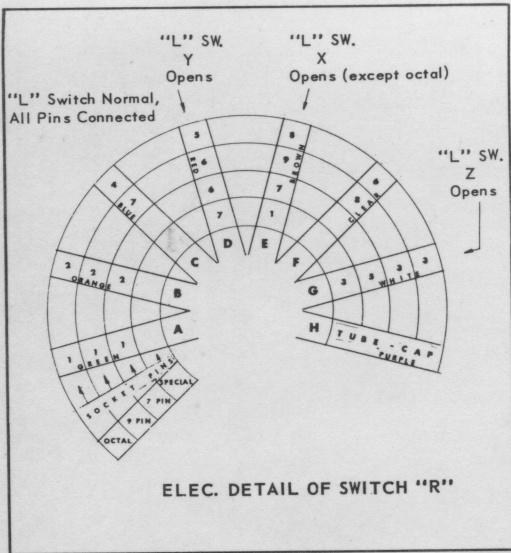 "L" SW.
Y
Opens
"L" SW.
X
Opens (except octal)
"L" Switch Normal,
All Pins Connected
"L" SW.
Z
Opens
5
6
6
7
RED
8
9
7
1
BROWN
4
7
BLUE
6
8
CLEAR
2
2
2
ORANGE
3
3
3
3
WHITE
1
1
1
GREEN
A
B
C
D
E
F
G
H
TUBE-CAP
PURPLE
SOCKET-PINS
SPECIAL
7 PIN
9 PIN
OCTAL
ELEC. DETAIL OF SWITCH "R"